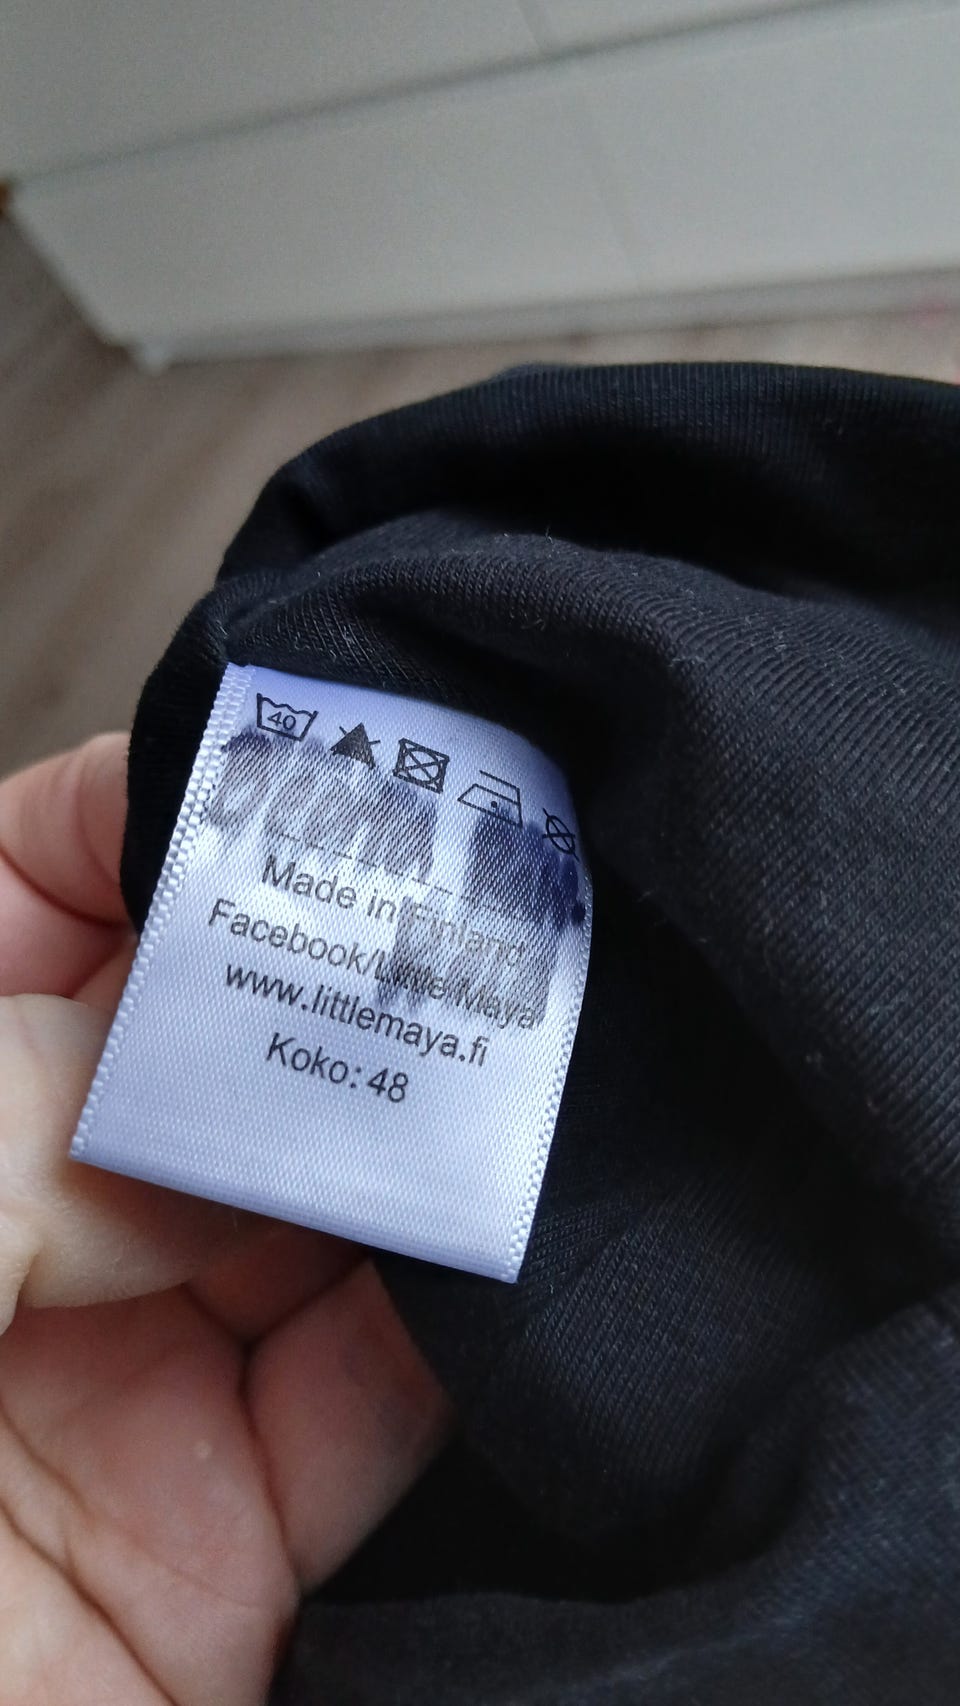 40
Made in Finland
Facebook/Little Maya
www.littlemaya.fi
Koko: 48